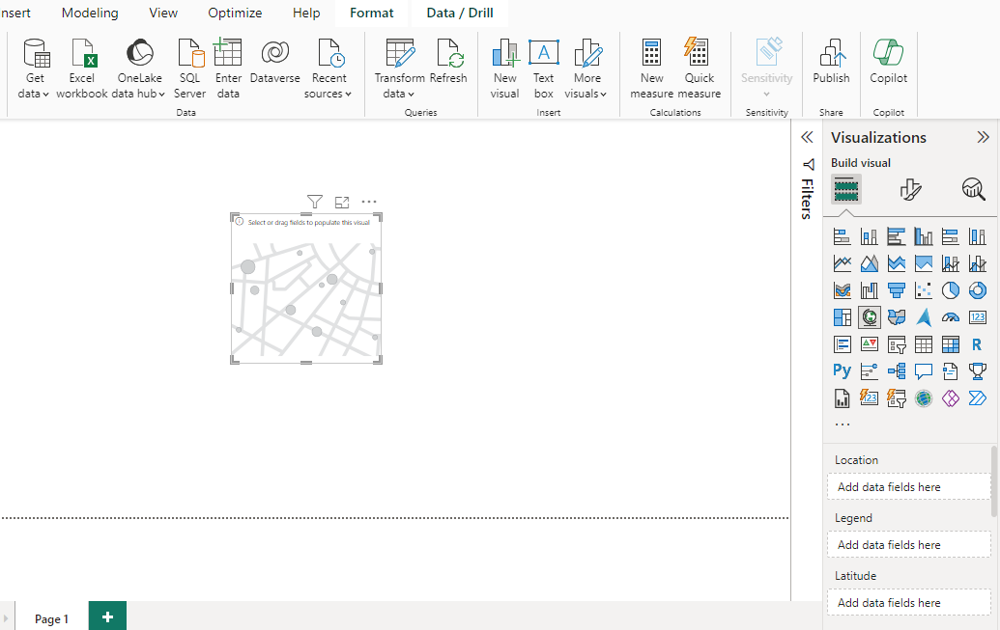 nsert Modeling View Optimize Help Format Data / Drill
Get data Excel workbook OneLake data hub SQL Server Enter data Dataverse Recent sources Transform data Refresh New visual Text box More visuals New measure Quick measure Sensitivity Publish Copilot
Data Queries Insert Calculations Sensitivity Share Copilot
Select or drag fields to populate this visual
Filters
Visualizations
Build visual
123
R
Py
123
Location
Add data fields here
Legend
Add data fields here
Latitude
Add data fields here
Page 1